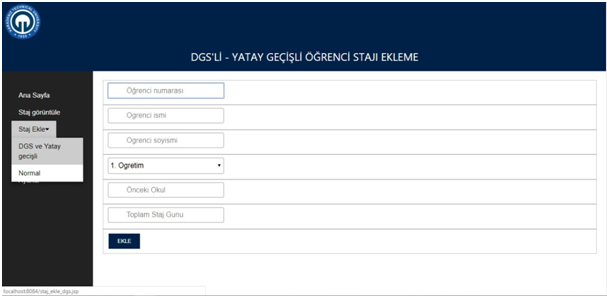 DGS'Lİ - YATAY GEÇİŞLİ ÖĞRENCİ STAJI EKLEME
Ana Sayfa
Staj görüntüle
Staj Ekle
DGS ve Yatay
geçişli
Normal
Öğrenci numarası
Ogrenci ismi
Ogrenci soyismi
1. Ogretim
Önceki Okul
Toplam Staj Gunu
EKLE
localhost:8084/staj_ekle_dgs.jsp